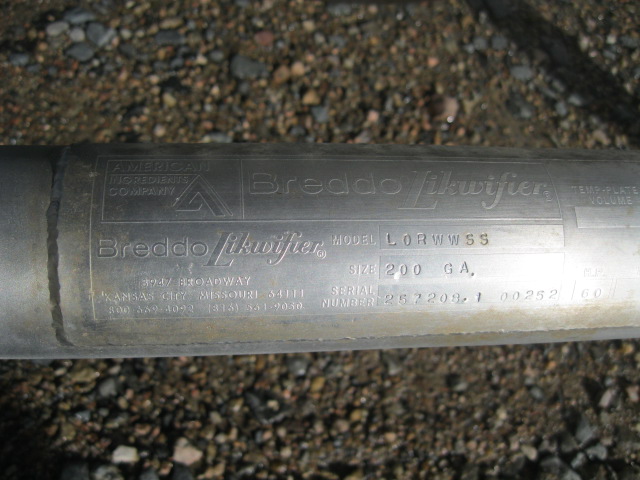 AMERICAN
INGREDIENTS
COMPANY
Breddo Likwifier
TEMP-PLATE
VOLUME
Breddo Likwifier®
BROADWAY
KANSAS CITY MISSOURI 64111
MODEL LORWWSS
SIZE 200 GA.
SERIAL
NUMBER 257208.1 00252
60